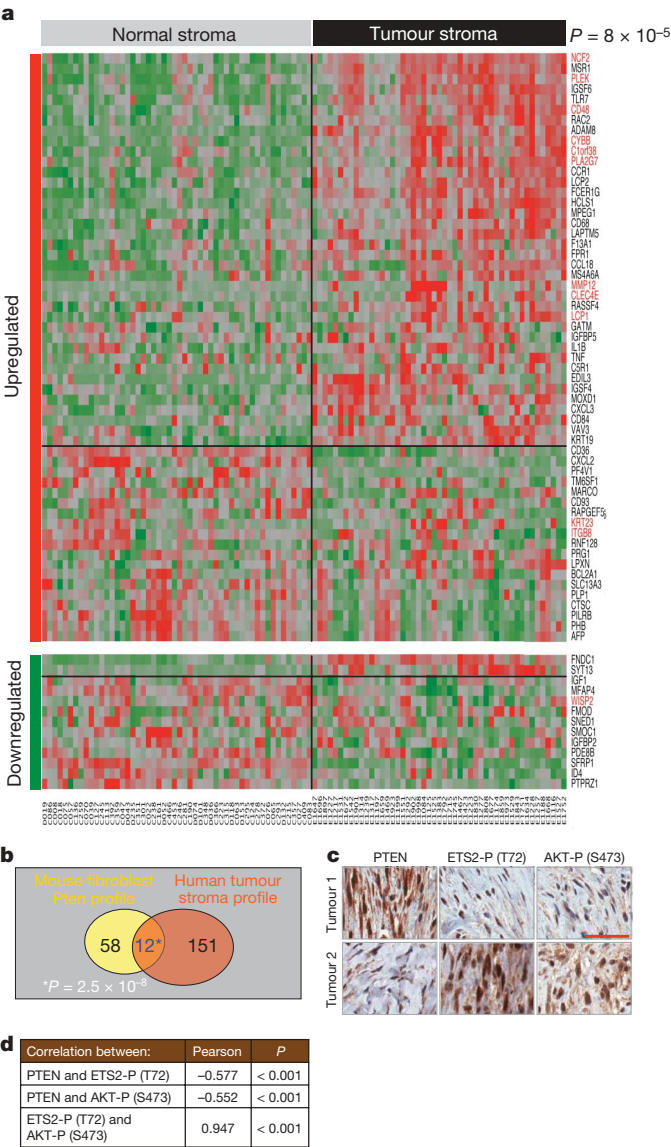 a
Normal stroma
Tumour stroma
P = 8 × 10–5
Upregulated
NCF2
MSR1
PLEK
IGSF6
TLR7
CD48
RAC2
ADAM8
CYBB
C1orf38
PLA2G7
CCR1
LCP2
FCER1G
HCLS1
MPEG1
CD68
LAPTM5
F13A1
FPR1
CCL18
MS4A6A
MMP12
CLEC4E
RASSF4
LCP1
GATM
IGFBP5
IL1B
TNF
C5R1
EDIL3
IGSF4
MOXD1
CXCL3
CD84
VAV3
KRT19
CD36
CXCL2
PF4V1
TM6SF1
MARCO
CD93
RAPGEF5
KRT23
ITGB8
RNF128
PRG1
LPXN
BCL2A1
SLC13A3
PLP1
CTSC
PILRB
PHB
AFP
Downregulated
FNDC1
SYT13
IGF1
MFAP4
WISP2
FMOD
SNED1
SMOC1
IGFBP2
PDE8B
SFRP1
ID4
PTPRZ1
b
Mouse fibroblast
Pten profile
Human tumour
stroma profile
58
12*
151
*P = 2.5 × 10–8
c
PTEN
ETS2-P (T72)
AKT-P (S473)
Tumour 1
Tumour 2
d
Correlation between:
Pearson
P
PTEN and ETS2-P (T72)
–0.577
< 0.001
PTEN and AKT-P (S473)
–0.552
< 0.001
ETS2-P (T72) and
AKT-P (S473)
0.947
< 0.001